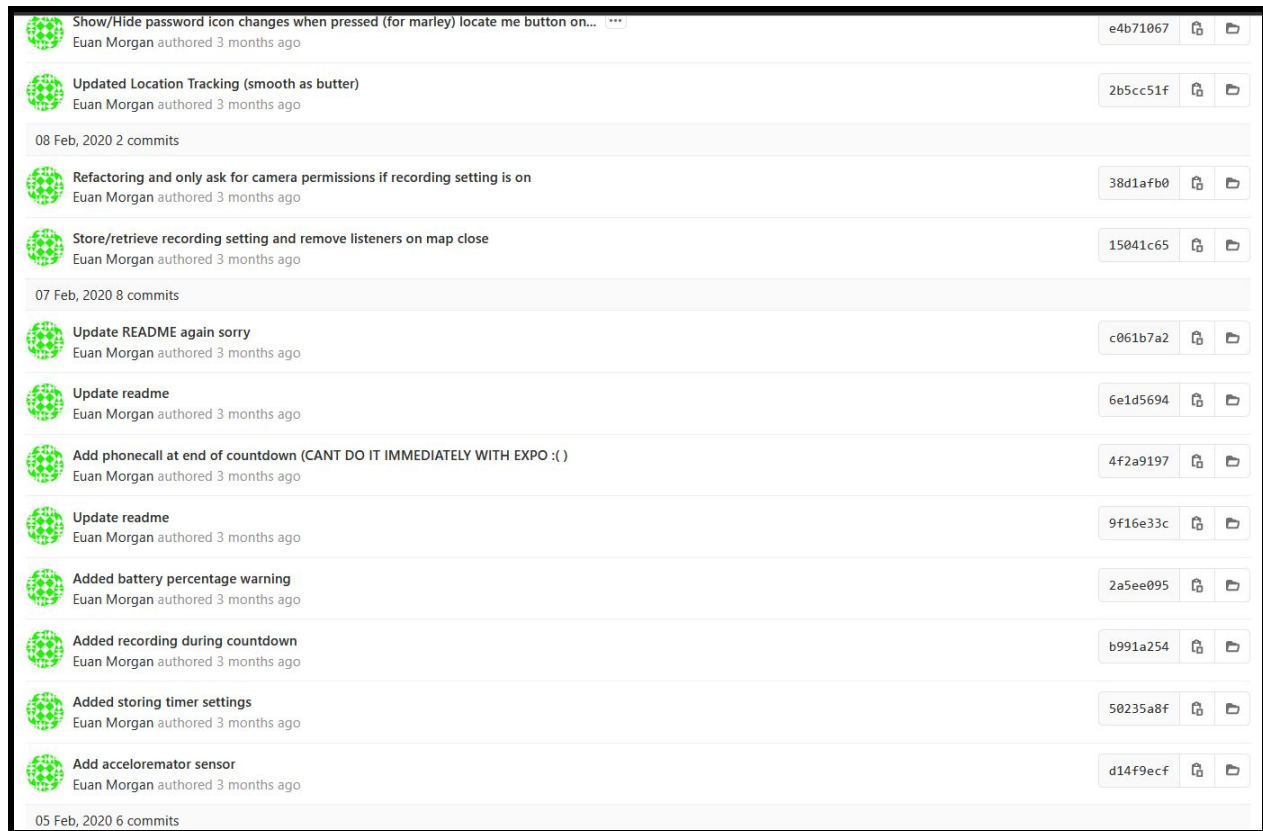 Show/Hide password icon changes when pressed (for marley) locate me button on... ...
Euan Morgan authored 3 months ago
e4b71067
Updated Location Tracking (smooth as butter)
Euan Morgan authored 3 months ago
2b5cc51f
08 Feb, 2020 2 commits
Refactoring and only ask for camera permissions if recording setting is on
Euan Morgan authored 3 months ago
38d1afb0
Store/retrieve recording setting and remove listeners on map close
Euan Morgan authored 3 months ago
15041c65
07 Feb, 2020 8 commits
Update README again sorry
Euan Morgan authored 3 months ago
c061b7a2
Update readme
Euan Morgan authored 3 months ago
6e1d5694
Add phonecall at end of countdown (CANT DO IT IMMEDIATELY WITH EXPO :( )
Euan Morgan authored 3 months ago
4f2a9197
Update readme
Euan Morgan authored 3 months ago
9f16e33c
Added battery percentage warning
Euan Morgan authored 3 months ago
2a5ee095
Added recording during countdown
Euan Morgan authored 3 months ago
b991a254
Added storing timer settings
Euan Morgan authored 3 months ago
50235a8f
Add acceloremator sensor
Euan Morgan authored 3 months ago
d14f9ecf
05 Feb, 2020 6 commits